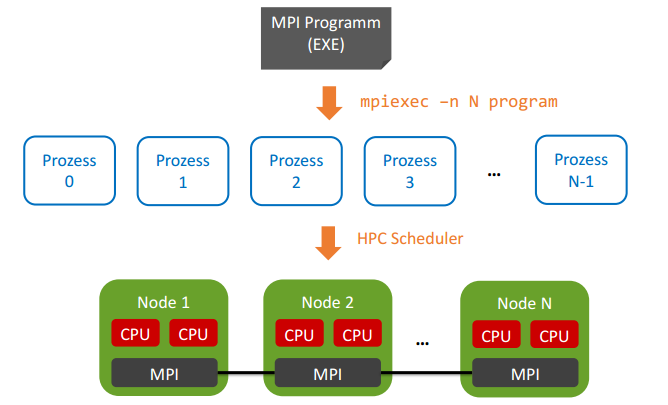 MPI Programm
(EXE)
mpiexec –n N program
Prozess
0
Prozess
1
Prozess
2
Prozess
3
...
Prozess
N-1
HPC Scheduler
Node 1
CPU CPU
MPI
Node 2
CPU CPU
MPI
...
Node N
CPU CPU
MPI